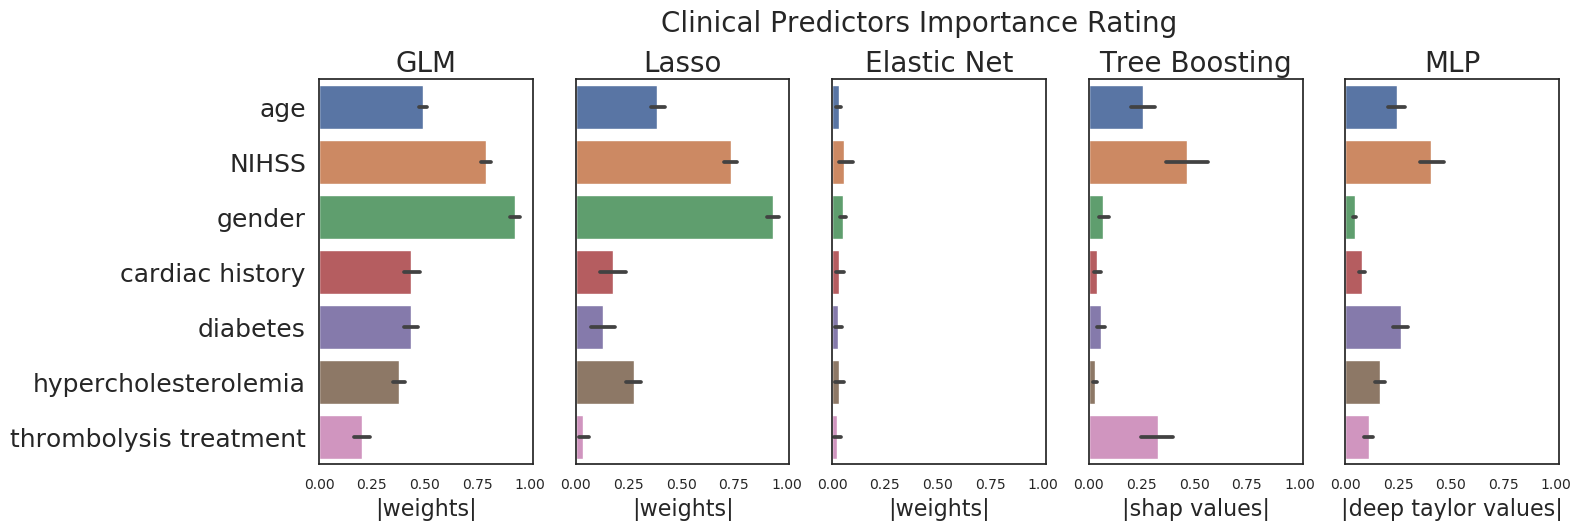 Clinical Predictors Importance Rating
GLM Lasso Elastic Net Tree Boosting MLP
age
NIHSS
gender
cardiac history
diabetes
hypercholesterolemia
thrombolysis treatment
0.00 0.25 0.50 0.75 1.00 0.00 0.25 0.50 0.75 1.00 0.00 0.25 0.50 0.75 1.00 0.00 0.25 0.50 0.75 1.00 0.00 0.25 0.50 0.75 1.00
|weights| |weights| |weights| |shap values| |deep taylor values|